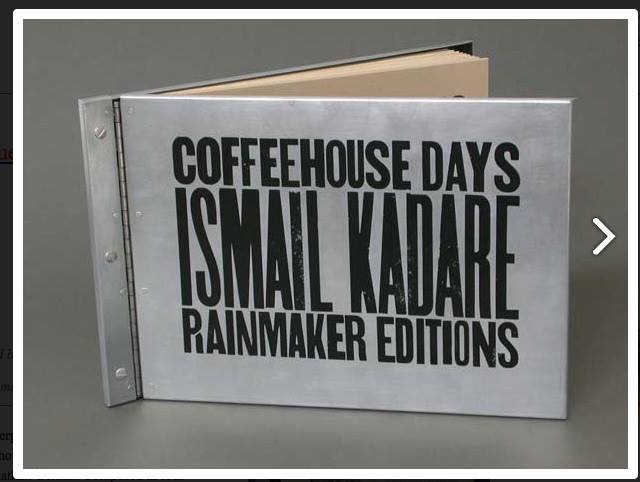 COFFEEHOUSE DAYS
ISMAIL KADARE
RAINMAKER EDITIONS